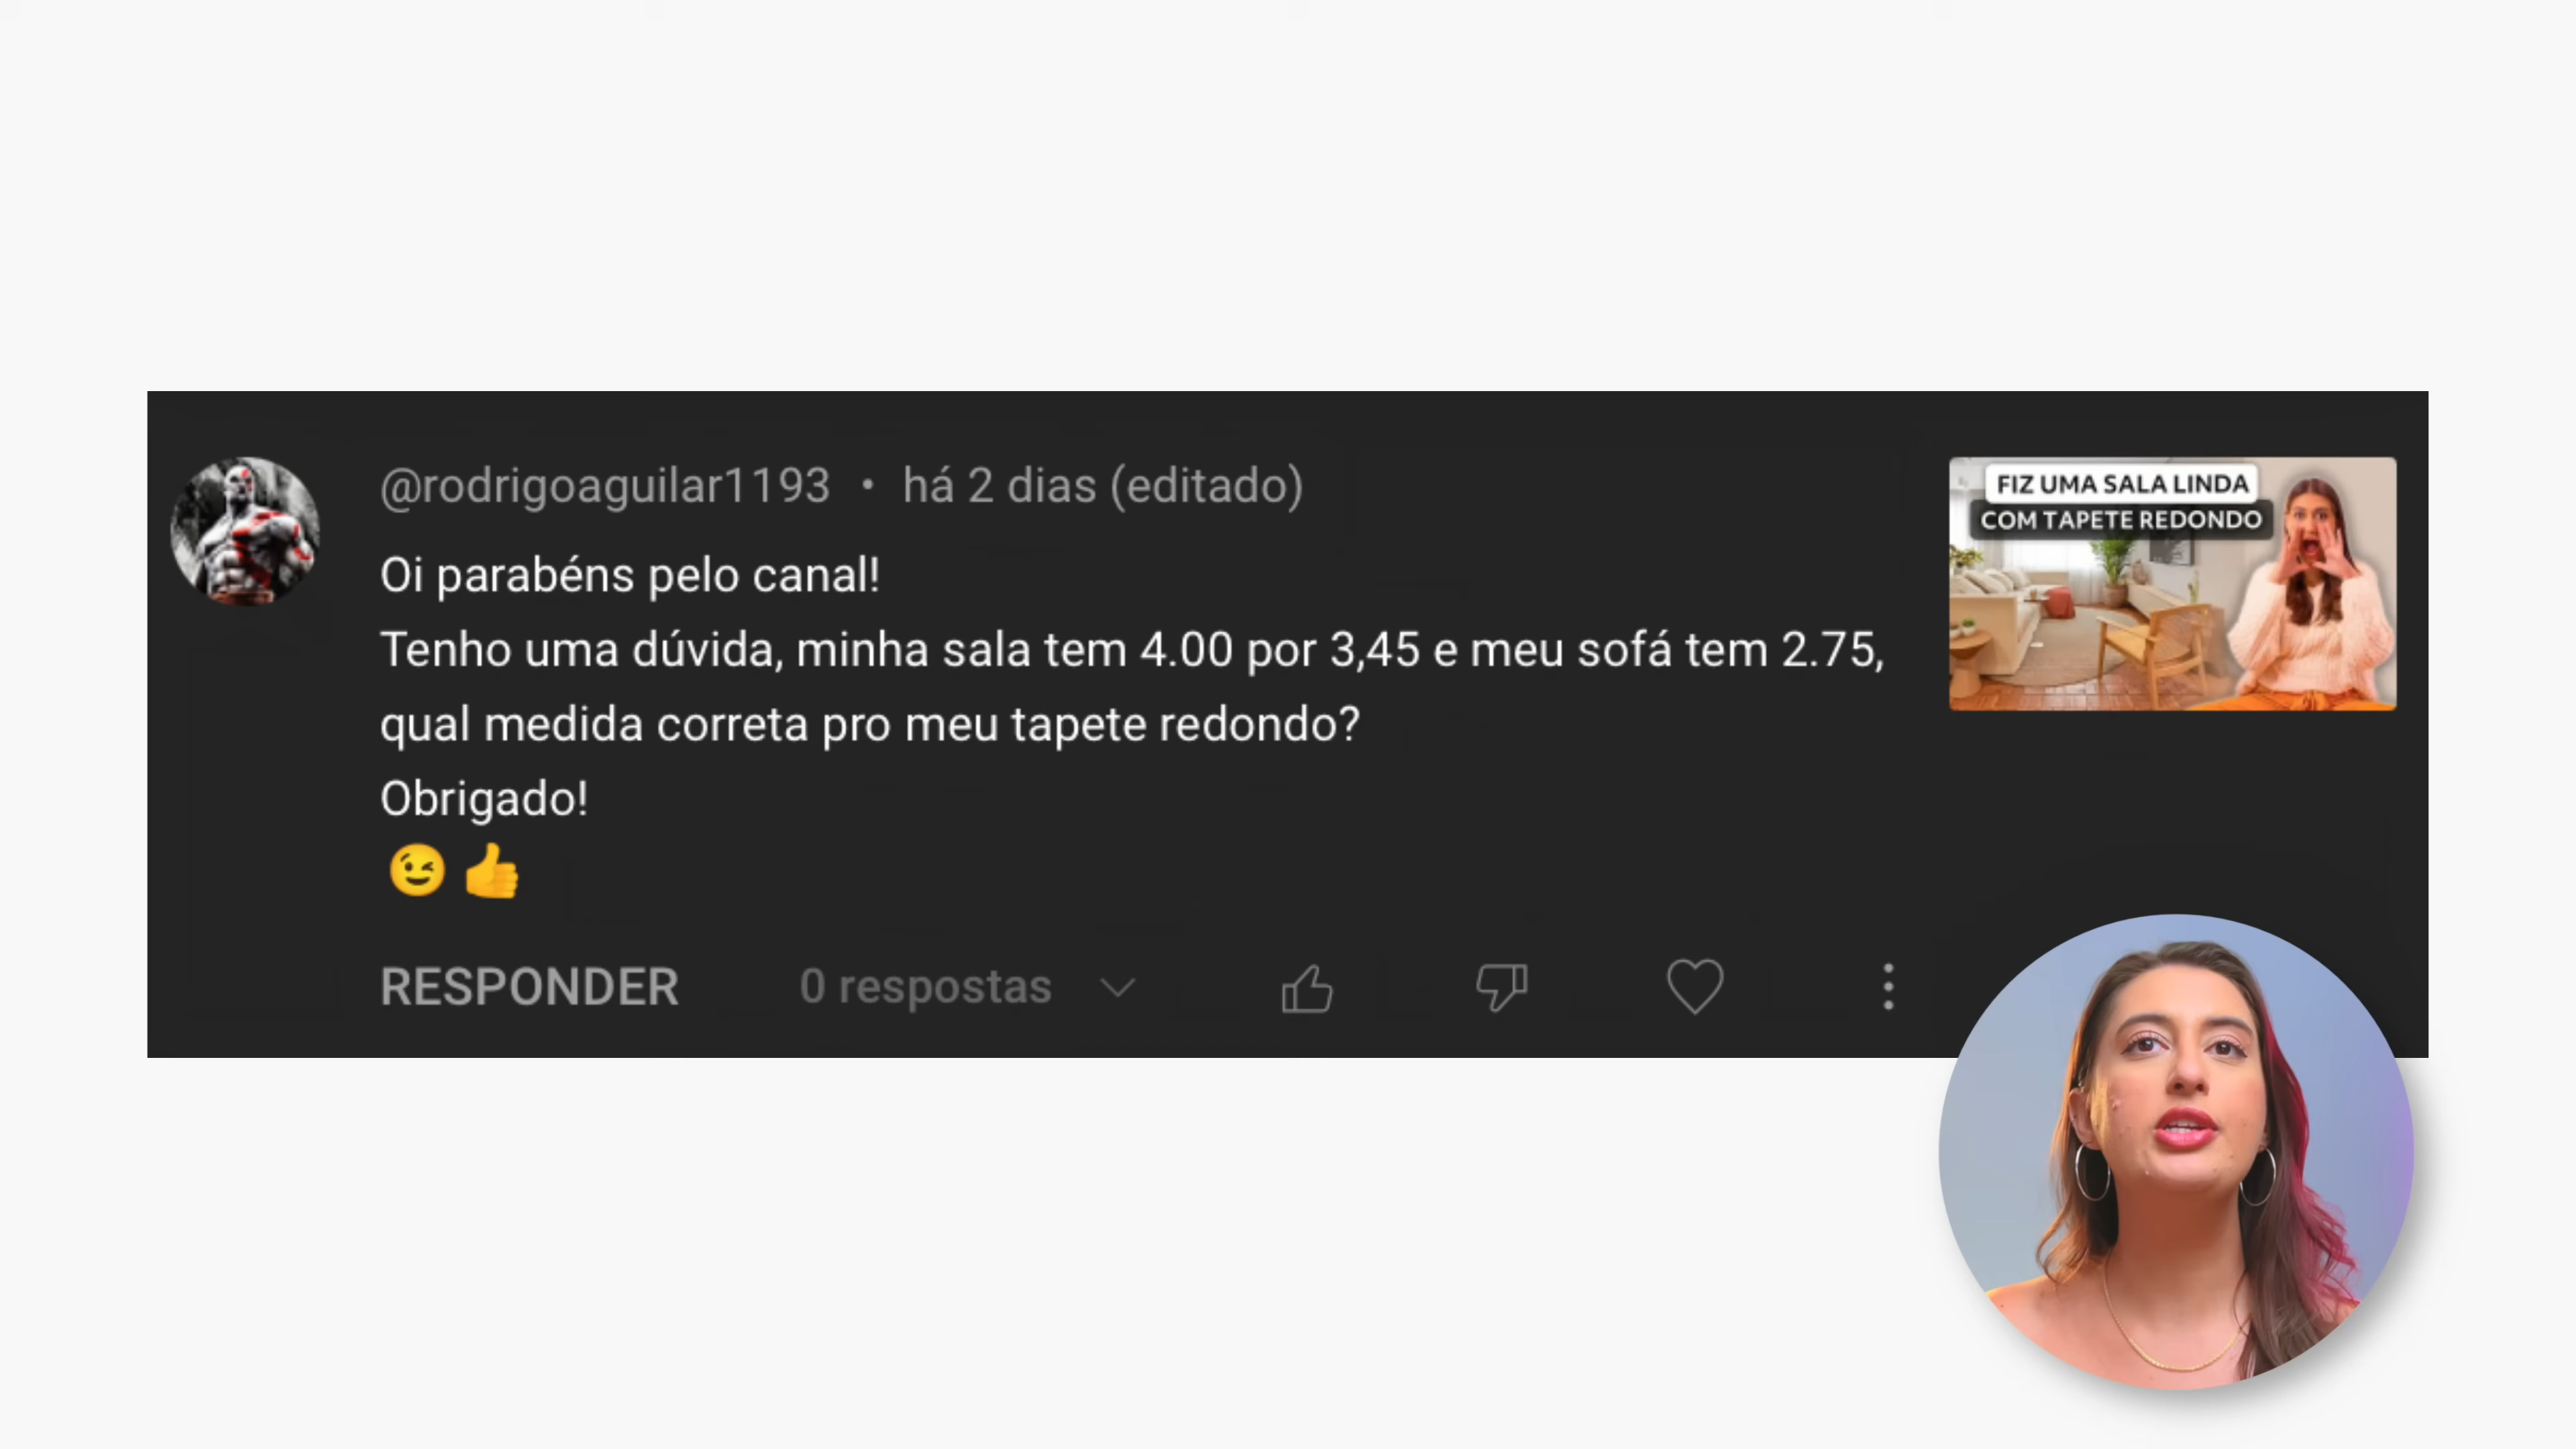 @rodrigoaguilar1193 • há 2 dias (editado)
Oi parabéns pelo canal!
Tenho uma dúvida, minha sala tem 4.00 por 3,45 e meu sofá tem 2.75,
qual medida correta pro meu tapete redondo?
Obrigado!
😉 👍
RESPONDER 0 respostas
FIZ UMA SALA LINDA
COM TAPETE REDONDO